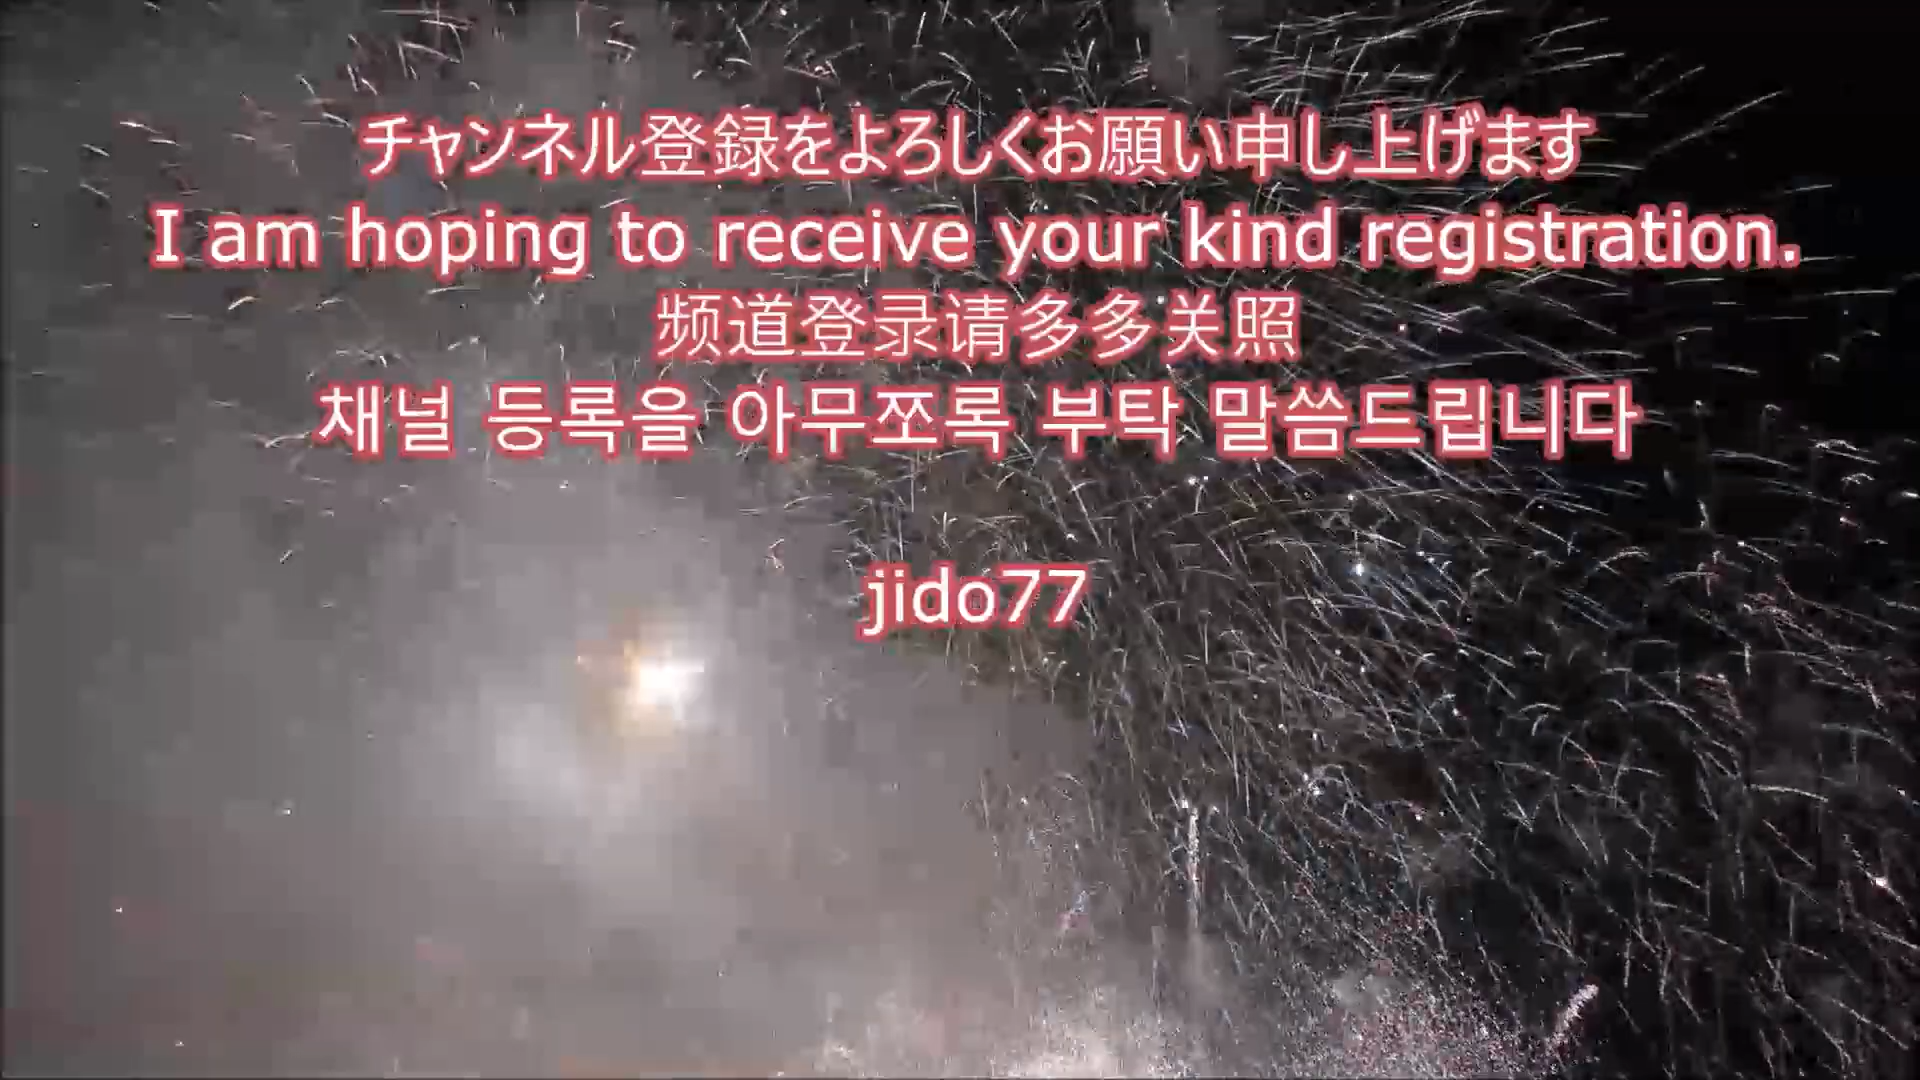 チャンネル登録をよろしくお願い申し上げます
I am hoping to receive your kind registration.
频道登录请多多关照
채널 등록을 아무쪼록 부탁 말씀드립니다
jido77